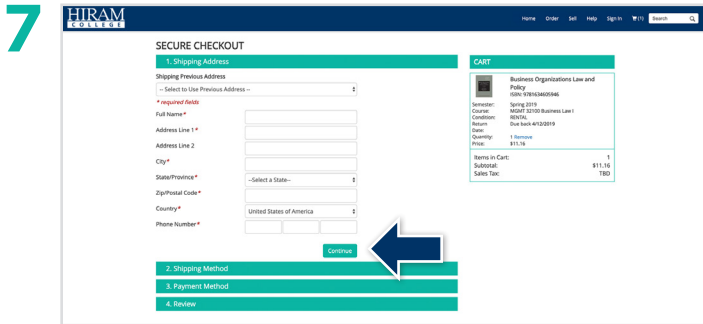 7
HIRAM
COLLEGE
Home Order Sell Help Sign In (1) Search
SECURE CHECKOUT
1. Shipping Address
Shipping Previous Address
-- Select to Use Previous Address --
* required fields
Full Name*
Address Line 1*
Address Line 2
City*
State/Province*
--Select a State--
Zip/Postal Code*
Country*
United States of America
Phone Number*
Continue
2. Shipping Method
3. Payment Method
4. Review
CART
Business Organizations Law and
Policy
ISBN: 9781634605946
Semester: Spring 2019
Course: MGMT 32100 Business Law I
Condition: RENTAL
Return Due back 4/12/2019
Date:
Quantity: 1 Remove
Price: $11.16
Items in Cart: 1
Subtotal: $11.16
Sales Tax: TBD